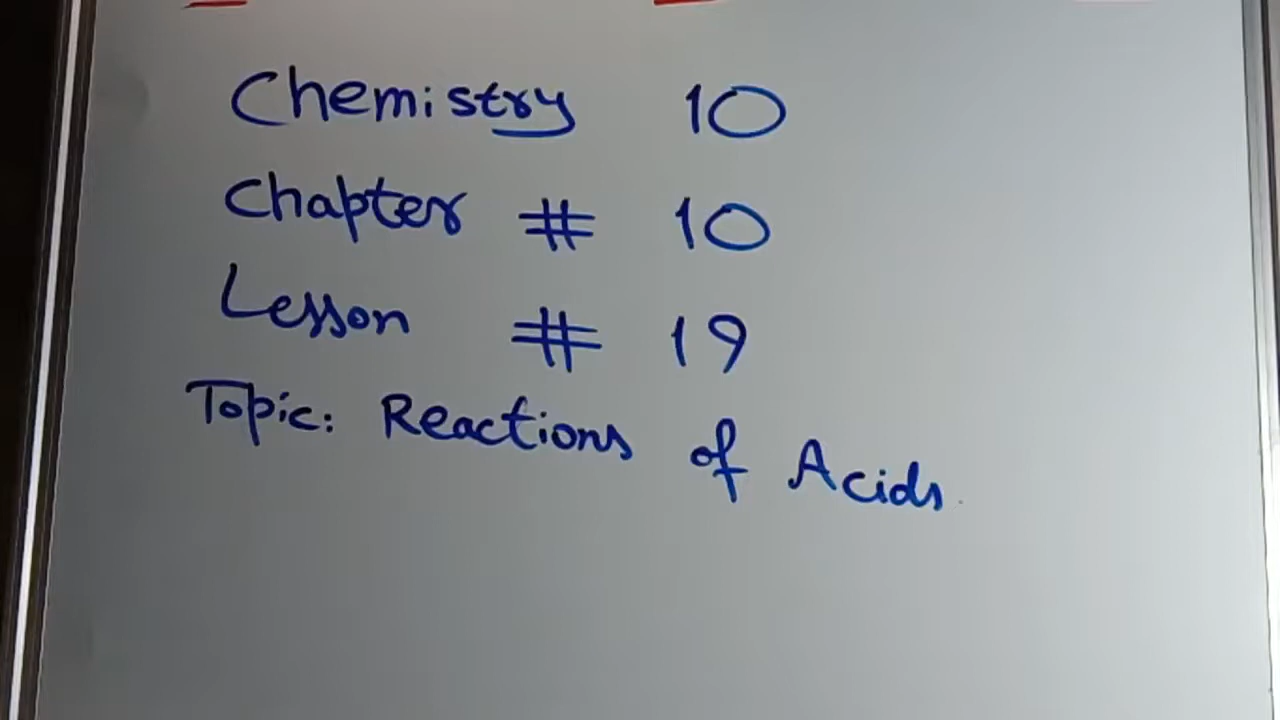 Chemistry 10
Chapter # 10
Lesson # 19
Topic: Reactions of Acids.